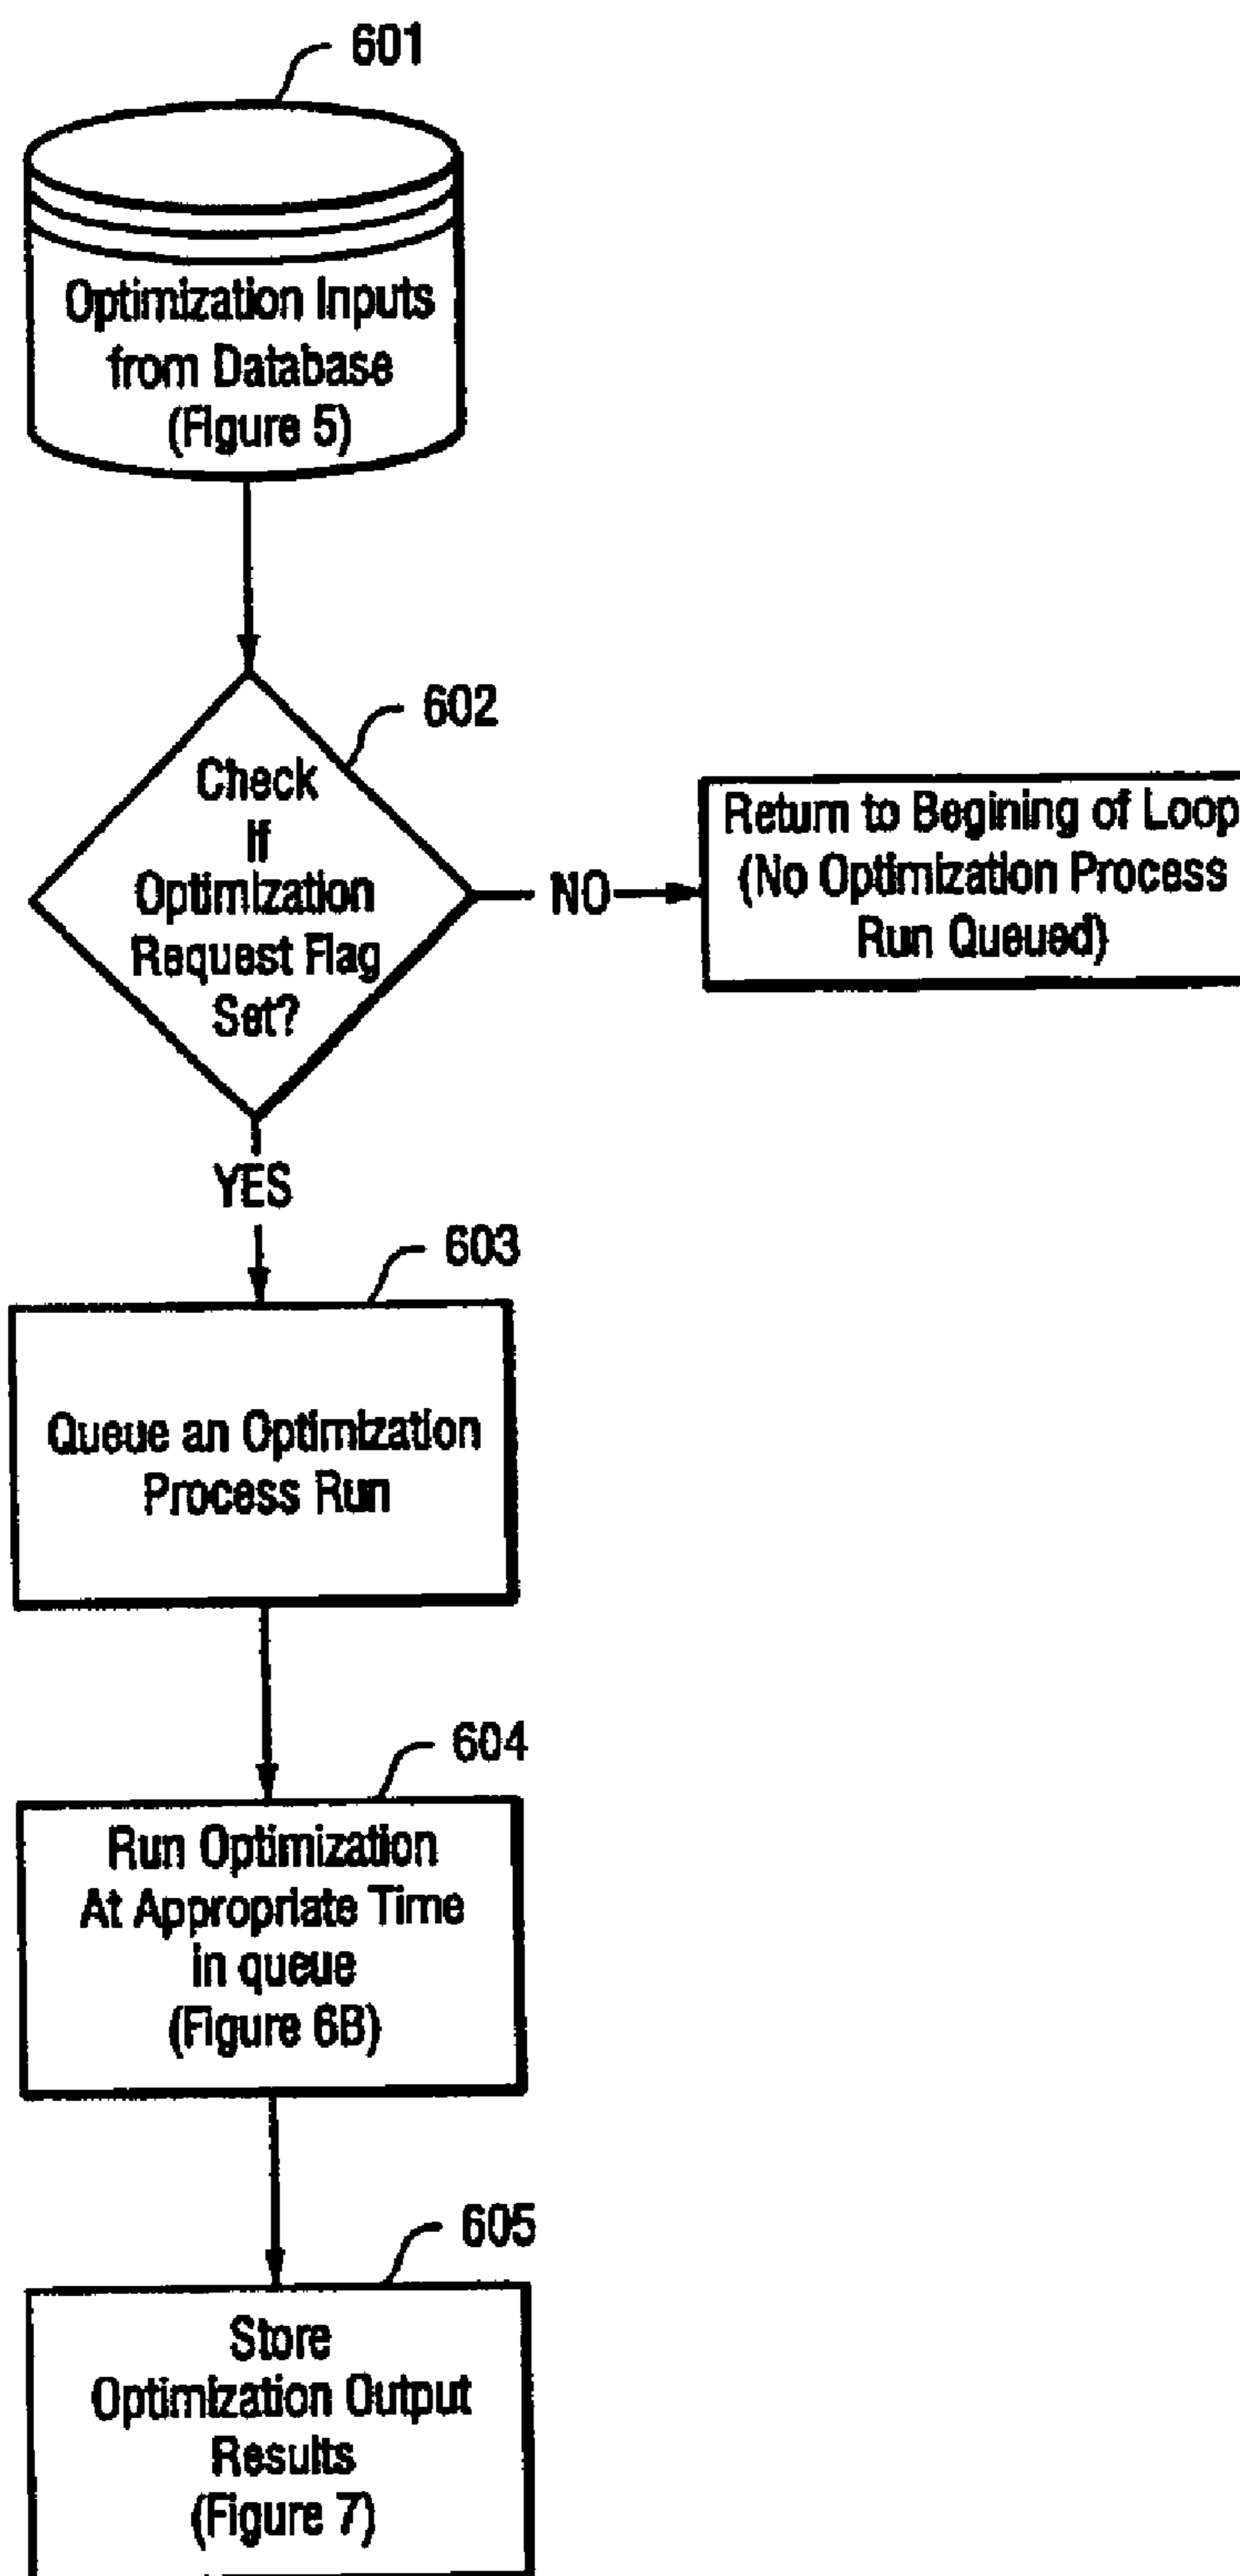 601
Optimization Inputs
from Database
(Figure 5)
602
Check
If
Optimization
Request Flag
Set?
NO
Return to Begining of Loop
(No Optimization Process
Run Queued)
YES
603
Queue an Optimization
Process Run
604
Run Optimization
At Appropriate Time
in queue
(Figure 6B)
605
Store
Optimization Output
Results
(Figure 7)